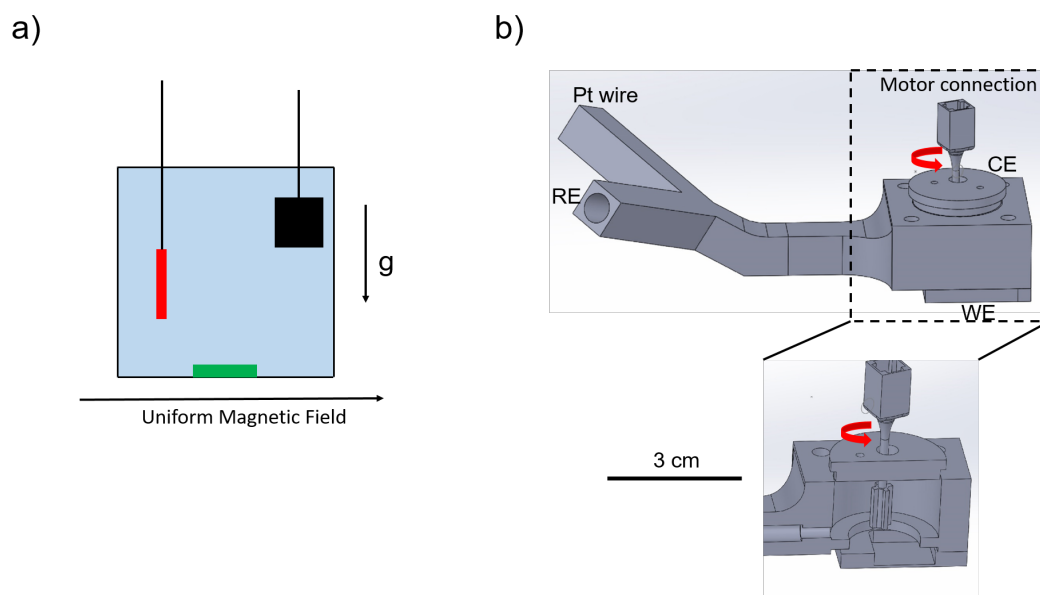 a)
g
Uniform Magnetic Field
b)
Motor connection
Pt wire
CE
RE
WE
3 cm